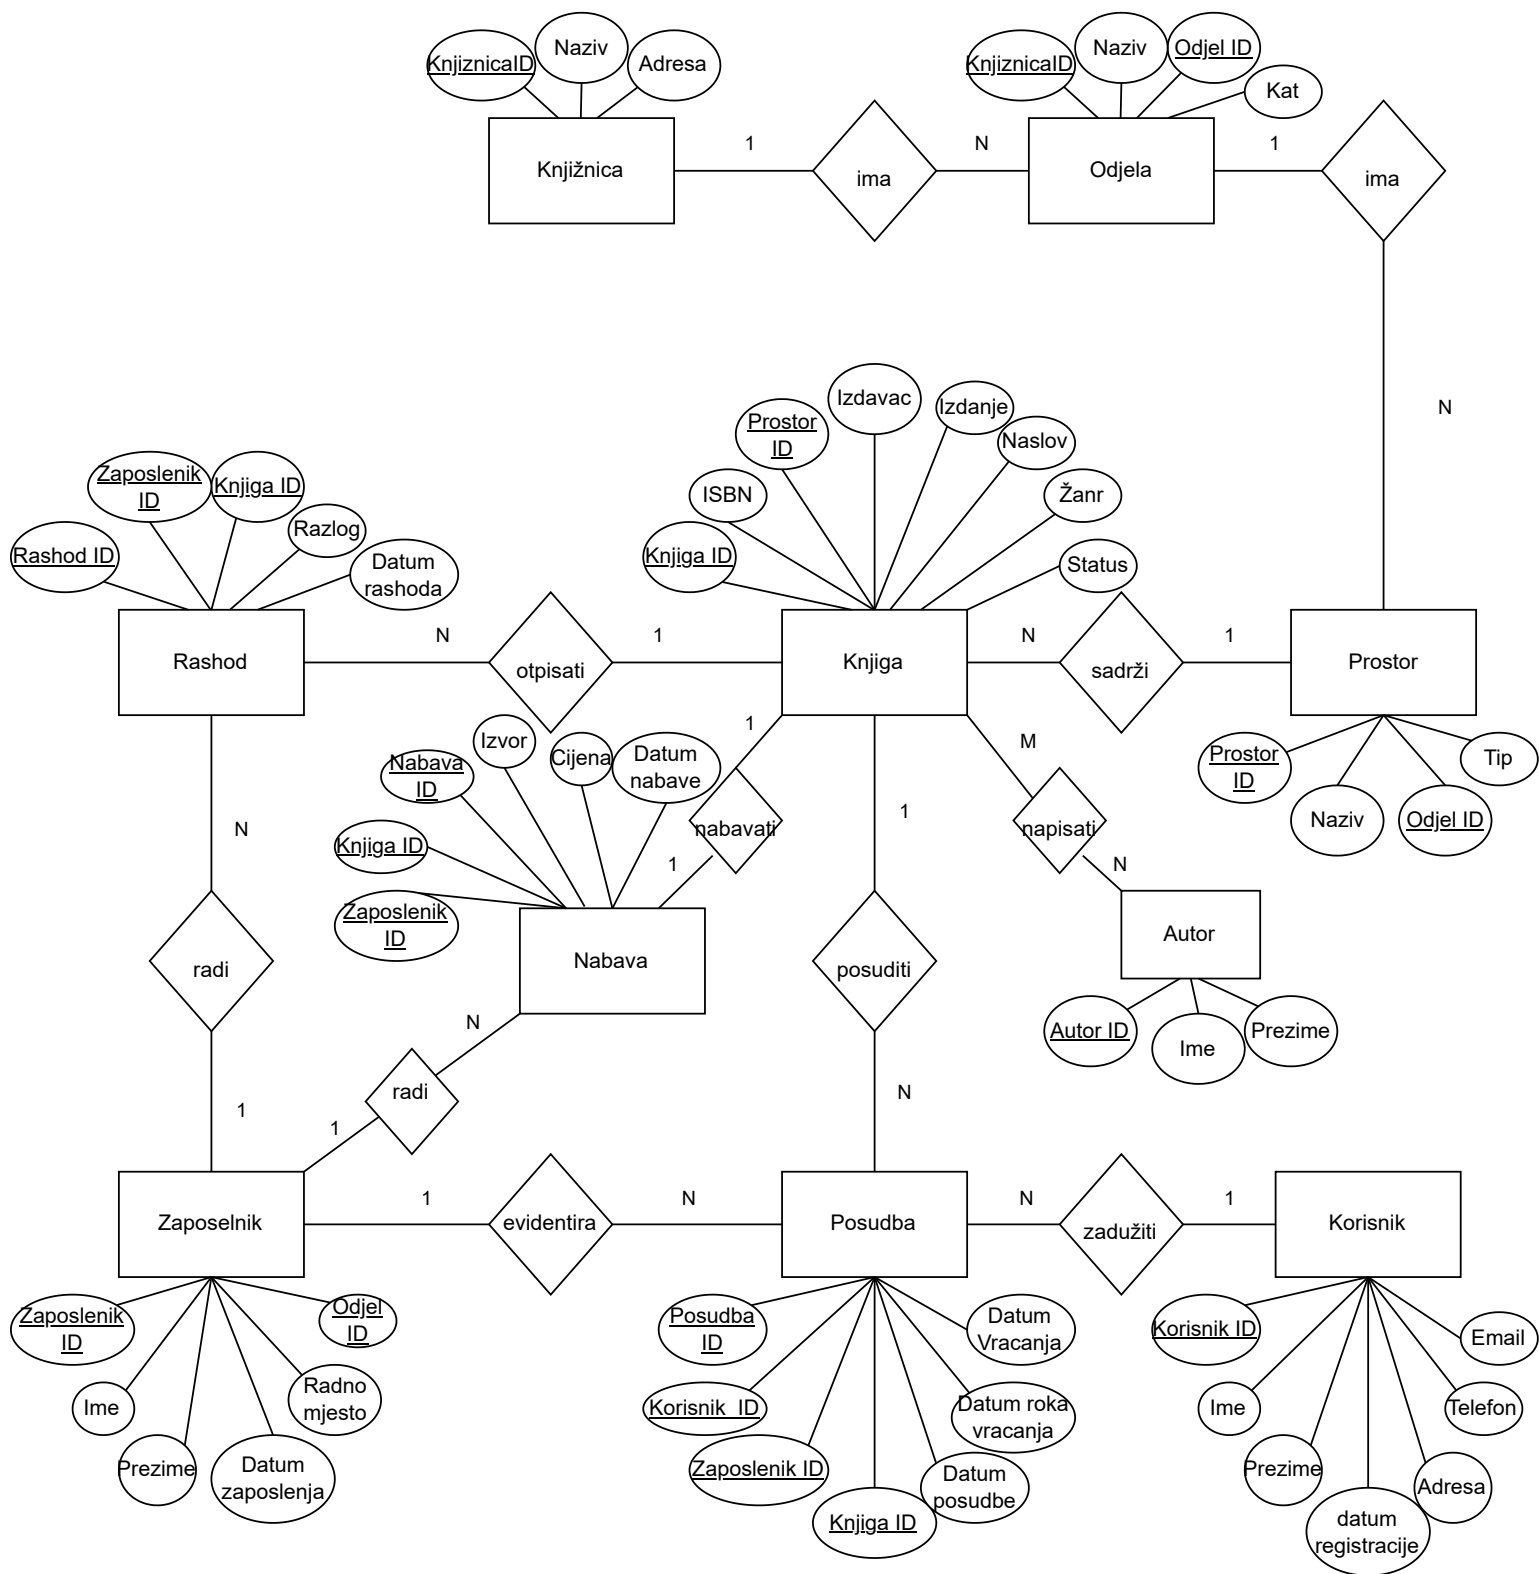 KnjiznicaID
Naziv
Adresa
KnjiznicaID
Naziv
Odjel ID
Kat
Knjižnica
1
ima
N
Odjela
1
ima
N
Zaposlenik
ID
Knjiga ID
Rashod ID
Razlog
Datum
rashoda
Izdavac
Prostor
ID
Izdanje
Naslov
ISBN
Žanr
Knjiga ID
Status
Rashod
N
otpisati
1
Knjiga
N
sadrži
1
Prostor
1
M
Izvor
Cijena
Datum
nabave
Nabava
ID
Knjiga ID
Zaposlenik
ID
nabavati
1
Nabava
N
radi
1
1
posuditi
N
napisati
N
Autor
Autor ID
Ime
Prezime
Prostor
ID
Naziv
Odjel ID
Tip
N
radi
1
Zaposelnik
1
evidentira
N
Posudba
N
zadužiti
1
Korisnik
Zaposlenik
ID
Ime
Prezime
Datum
zaposlenja
Radno
mjesto
Odjel
ID
Posudba
ID
Korisnik  ID
Zaposlenik ID
Knjiga ID
Datum
posudbe
Datum roka
vracanja
Datum
Vracanja
Korisnik ID
Ime
Prezime
datum
registracije
Adresa
Telefon
Email